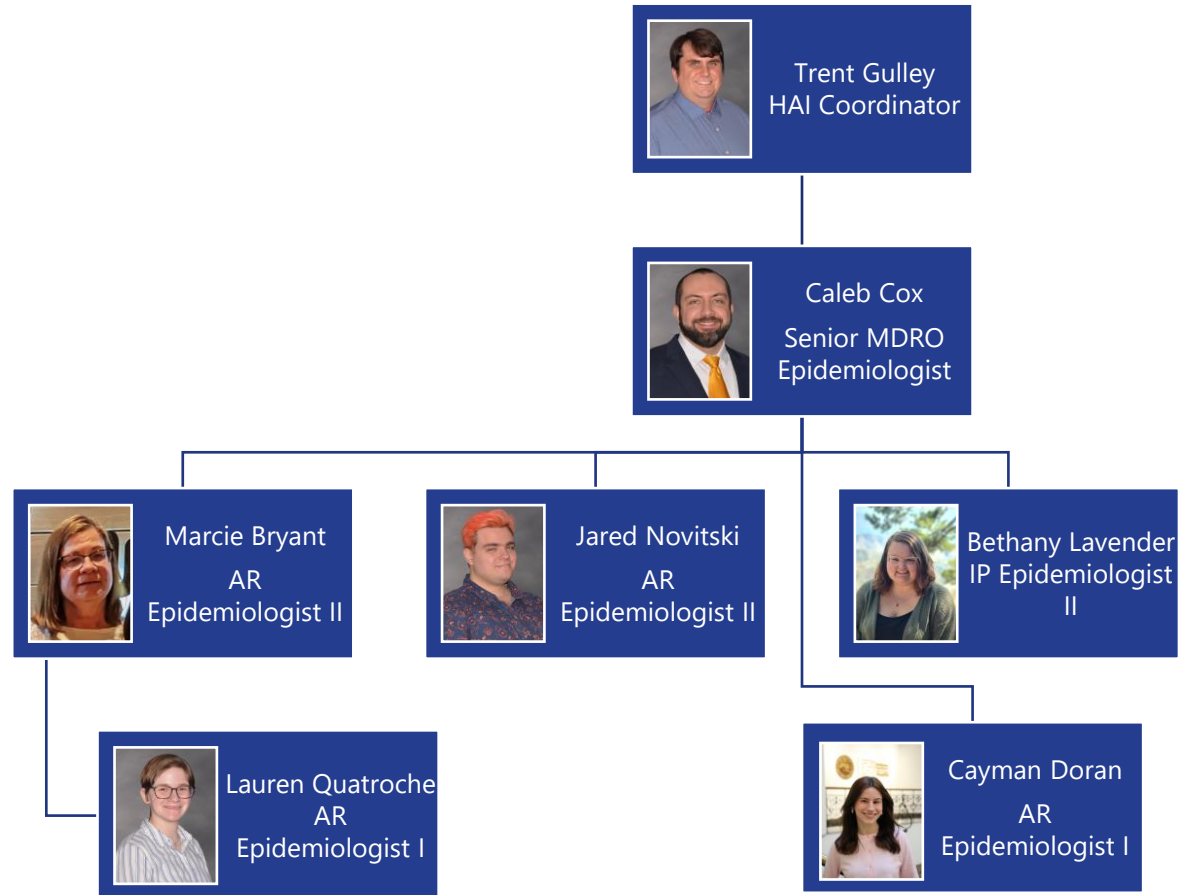 Trent Gulley
HAI Coordinator
Caleb Cox
Senior MDRO
Epidemiologist
Marcie Bryant
AR
Epidemiologist II
Jared Novitski
AR
Epidemiologist II
Bethany Lavender
IP Epidemiologist
II
Lauren Quatroche
AR
Epidemiologist I
Cayman Doran
AR
Epidemiologist I